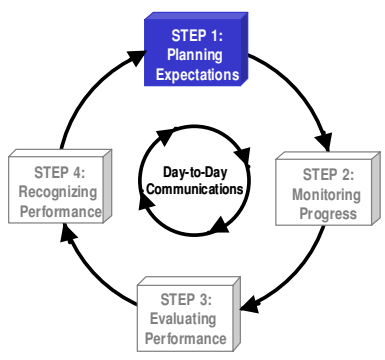 STEP 1:
Planning
Expectations
STEP 4:
Recognizing
Performance
Day-to-Day
Communications
STEP 2:
Monitoring
Progress
STEP 3:
Evaluating
Performance